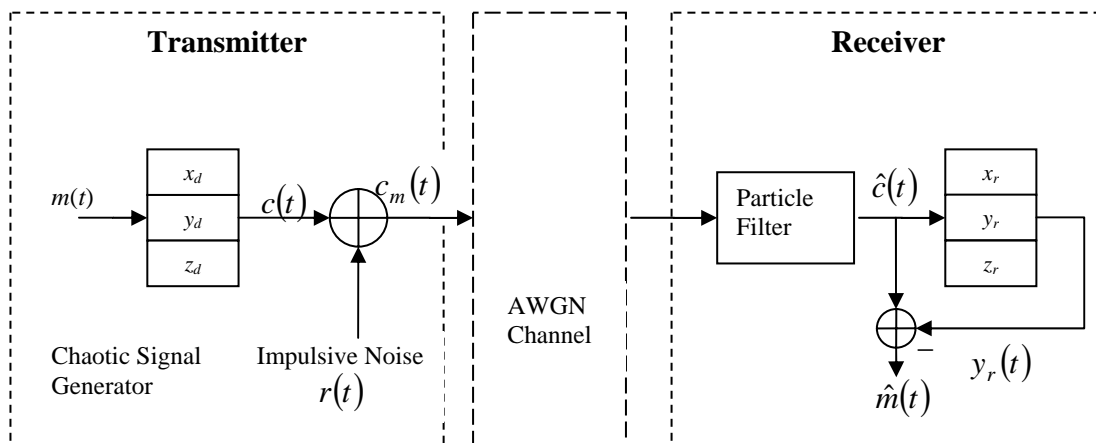 Transmitter
Receiver
m(t)
x_d
y_d
z_d
c(t)
c_m(t)
Chaotic Signal
Generator
Impulsive Noise
r(t)
AWGN
Channel
Particle
Filter
ĉ(t)
x_r
y_r
z_r
−
y_r(t)
m̂(t)